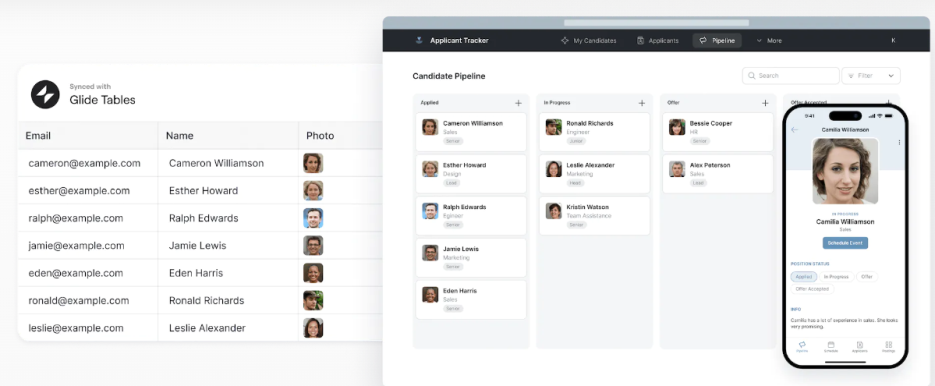 Synced with
Glide Tables
Email Name Photo
cameron@example.com Cameron Williamson
esther@example.com Esther Howard
ralph@example.com Ralph Edwards
jamie@example.com Jamie Lewis
eden@example.com Eden Harris
ronald@example.com Ronald Richards
leslie@example.com Leslie Alexander
Applicant Tracker My Candidates Applicants Pipeline More K
Candidate Pipeline Search Filter
Applied
Cameron Williamson
Sales
Senior
Esther Howard
Design
Lead
Ralph Edwards
Egineer
Senior
Jamie Lewis
Marketing
Senior
Eden Harris
Sales
Senior
In Progess
Ronald Richards
Engineer
Junior
Leslie Alexander
Marketing
Head
Kristin Watson
Team Assistance
Senior
Offer
Bessie Cooper
HR
Senior
Alex Peterson
Sales
Lead
Offer Accepted
9:41
Camilla Williamson
IN PROGRESS
Camilla Williamson
Sales
Schedule Event
POSITION STATUS
Applied In Progress Offer
Offer Accepted
INFO
Camilla has a lot of experience in sales. She looks
very promising.
Pipeline Schedule